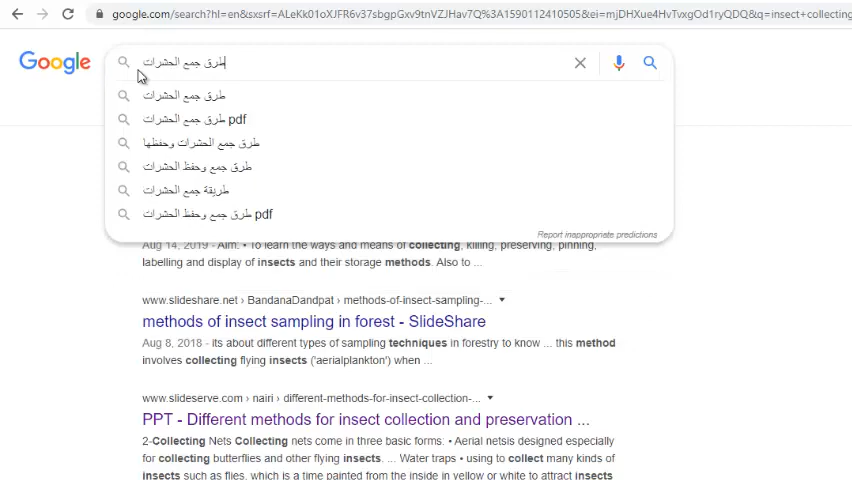 google.com/search?hl=en&sxsrf=ALeKk01oXJFR6v37sbgpGxv9tnVZJHav7Q%3A1590112410505&ei=mjDHXue4HvTvxgOd1ryQDQ&q=insect+collecting
Google
طرق جمع الحشرات
طرق جمع الحشرات
طرق جمع الحشرات pdf
طرق جمع الحشرات وحفظها
طرق جمع وحفظ الحشرات
طريقة جمع الحشرات
طرق جمع وحفظ الحشرات pdf
Report inappropriate predictions
Aug 14, 2019 - Aim: • To learn the ways and means of collecting, killing, preserving, pinning,
labelling and display of insects and their storage methods. Also to ...
www.slideshare.net › BandanaDandpat › methods-of-insect-sampling-...
methods of insect sampling in forest - SlideShare
Aug 8, 2018 - its about different types of sampling techniques in forestry to know ... this method
involves collecting flying insects ('aerialplankton') when ...
www.slideserve.com › nairi › different-methods-for-insect-collection-...
PPT - Different methods for insect collection and preservation ...
2-Collecting Nets Collecting nets come in three basic forms: • Aerial netsis designed especially
for collecting butterflies and other flying insects. ... Water traps • using to collect many kinds of
insects such as flies, which is a time painted from the inside in yellow or white to attract insects